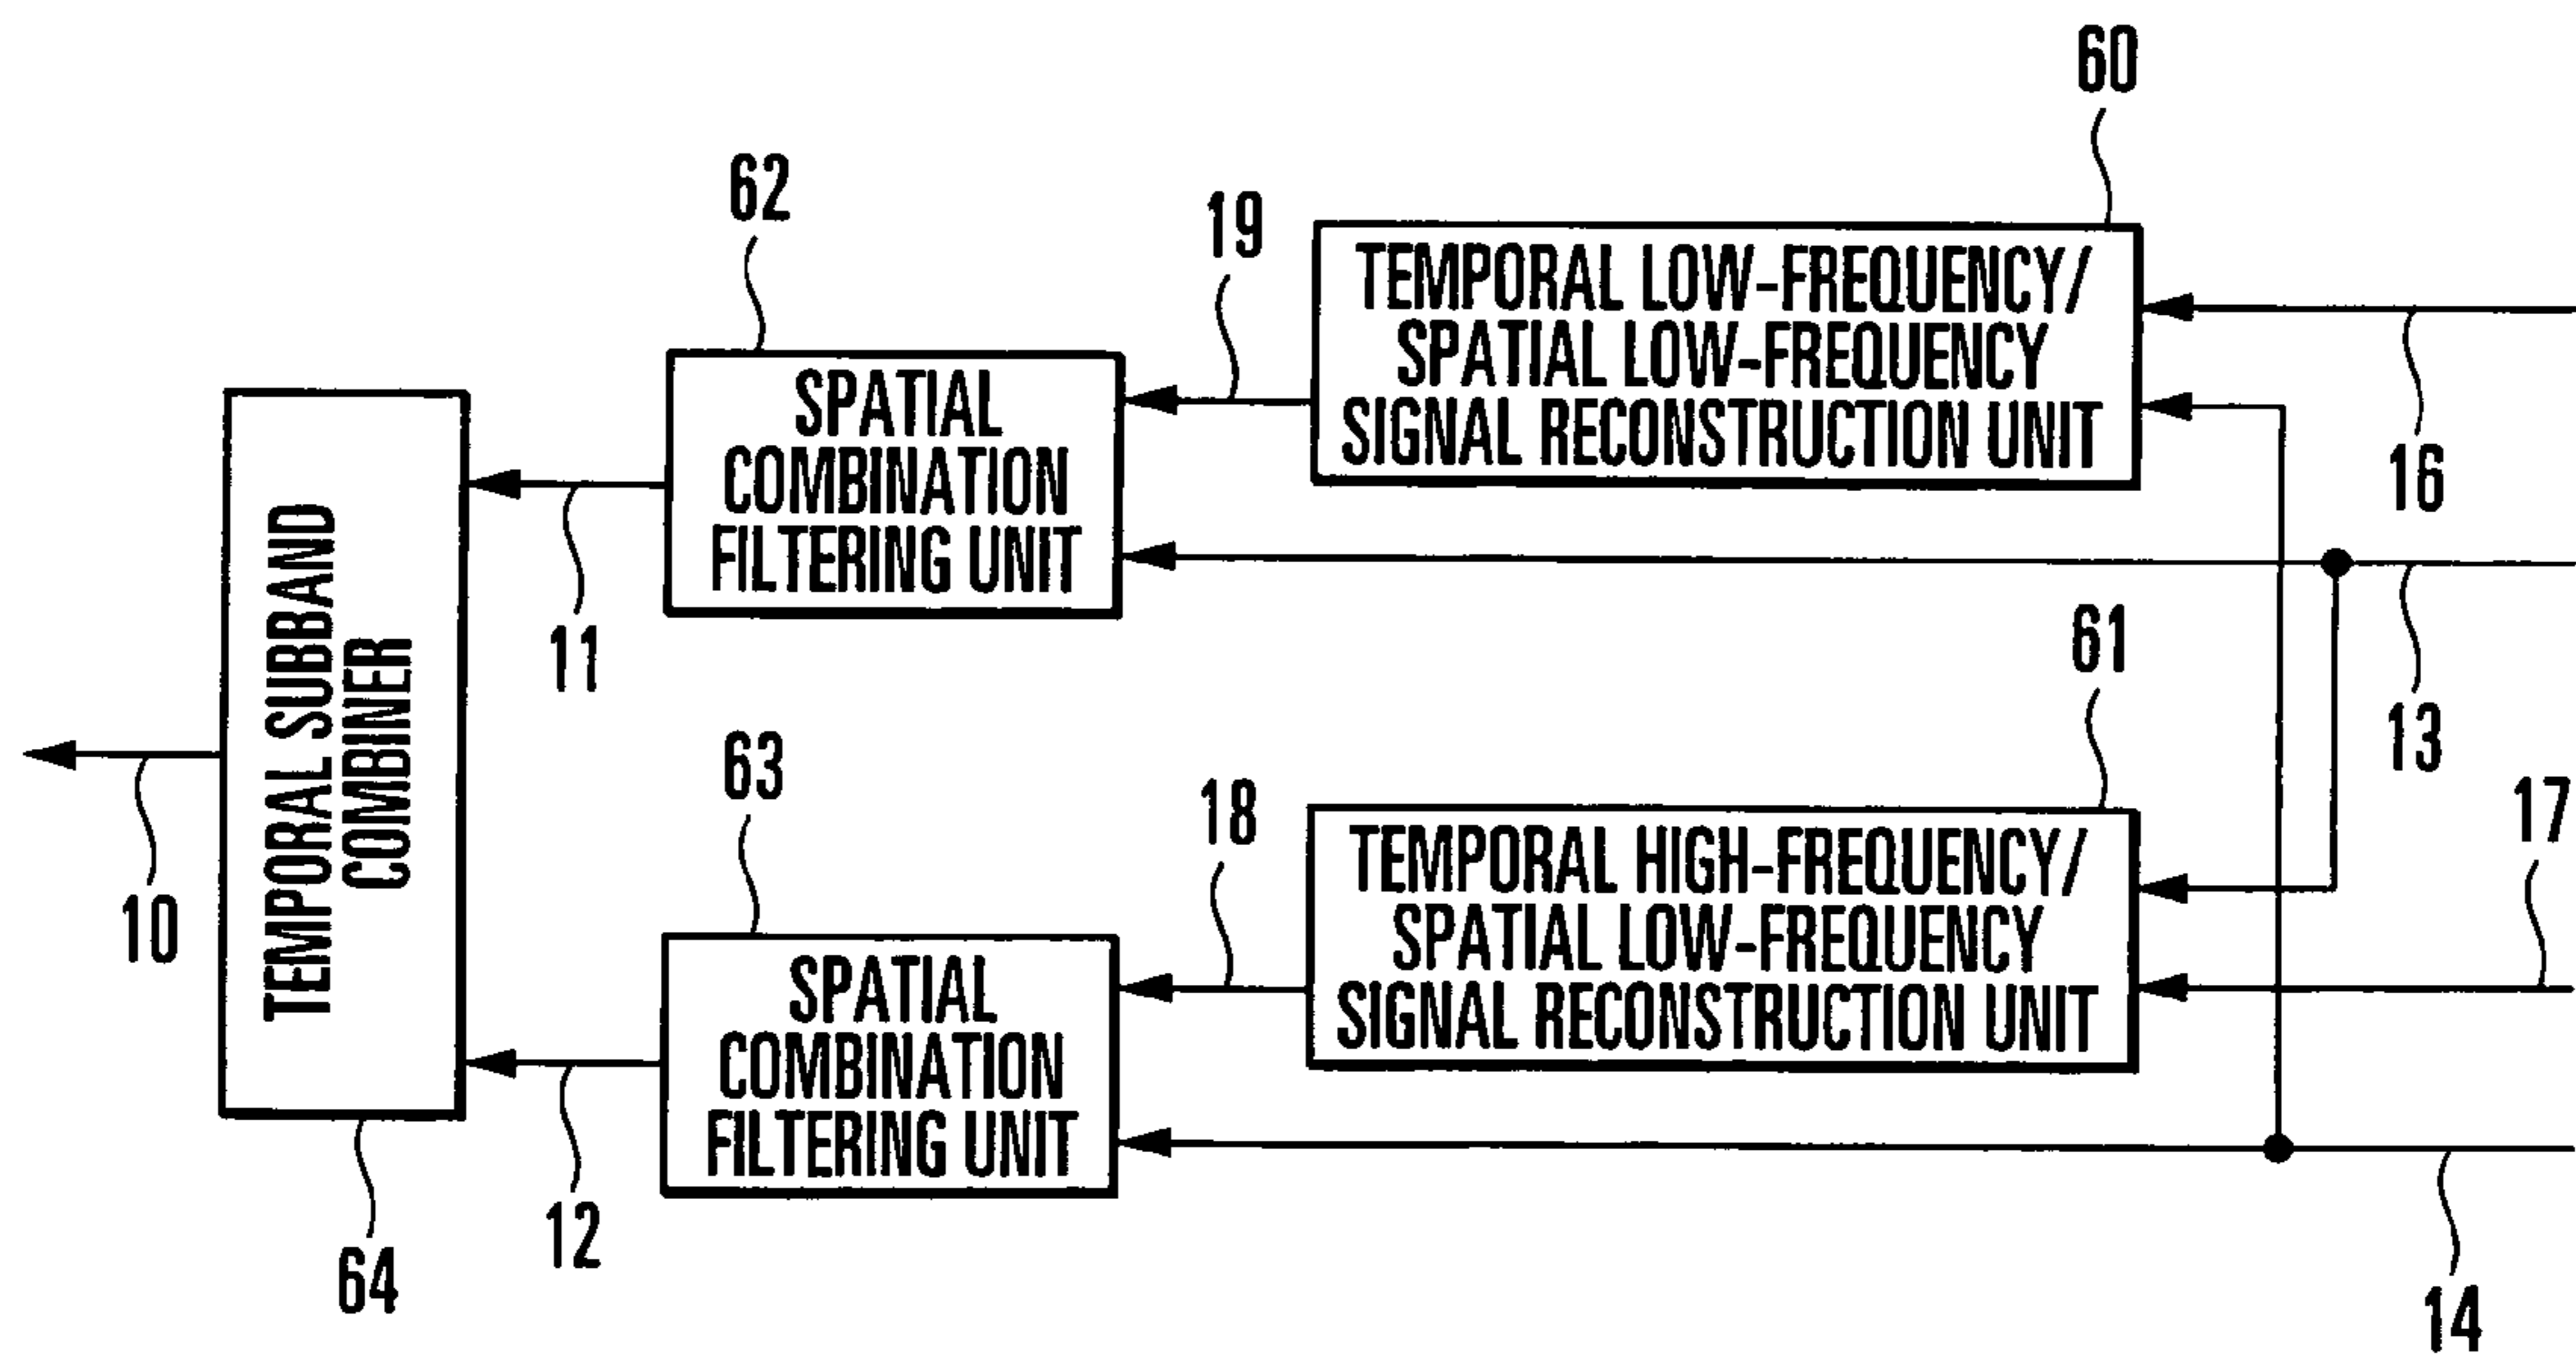 60
62
19
TEMPORAL LOW-FREQUENCY/
SPATIAL LOW-FREQUENCY
SIGNAL RECONSTRUCTION UNIT
16
SPATIAL
COMBINATION
FILTERING UNIT
11
13
TEMPORAL SUBBAND
COMBINER
10
64
61
63
18
17
TEMPORAL HIGH-FREQUENCY/
SPATIAL LOW-FREQUENCY
SIGNAL RECONSTRUCTION UNIT
SPATIAL
COMBINATION
FILTERING UNIT
12
14